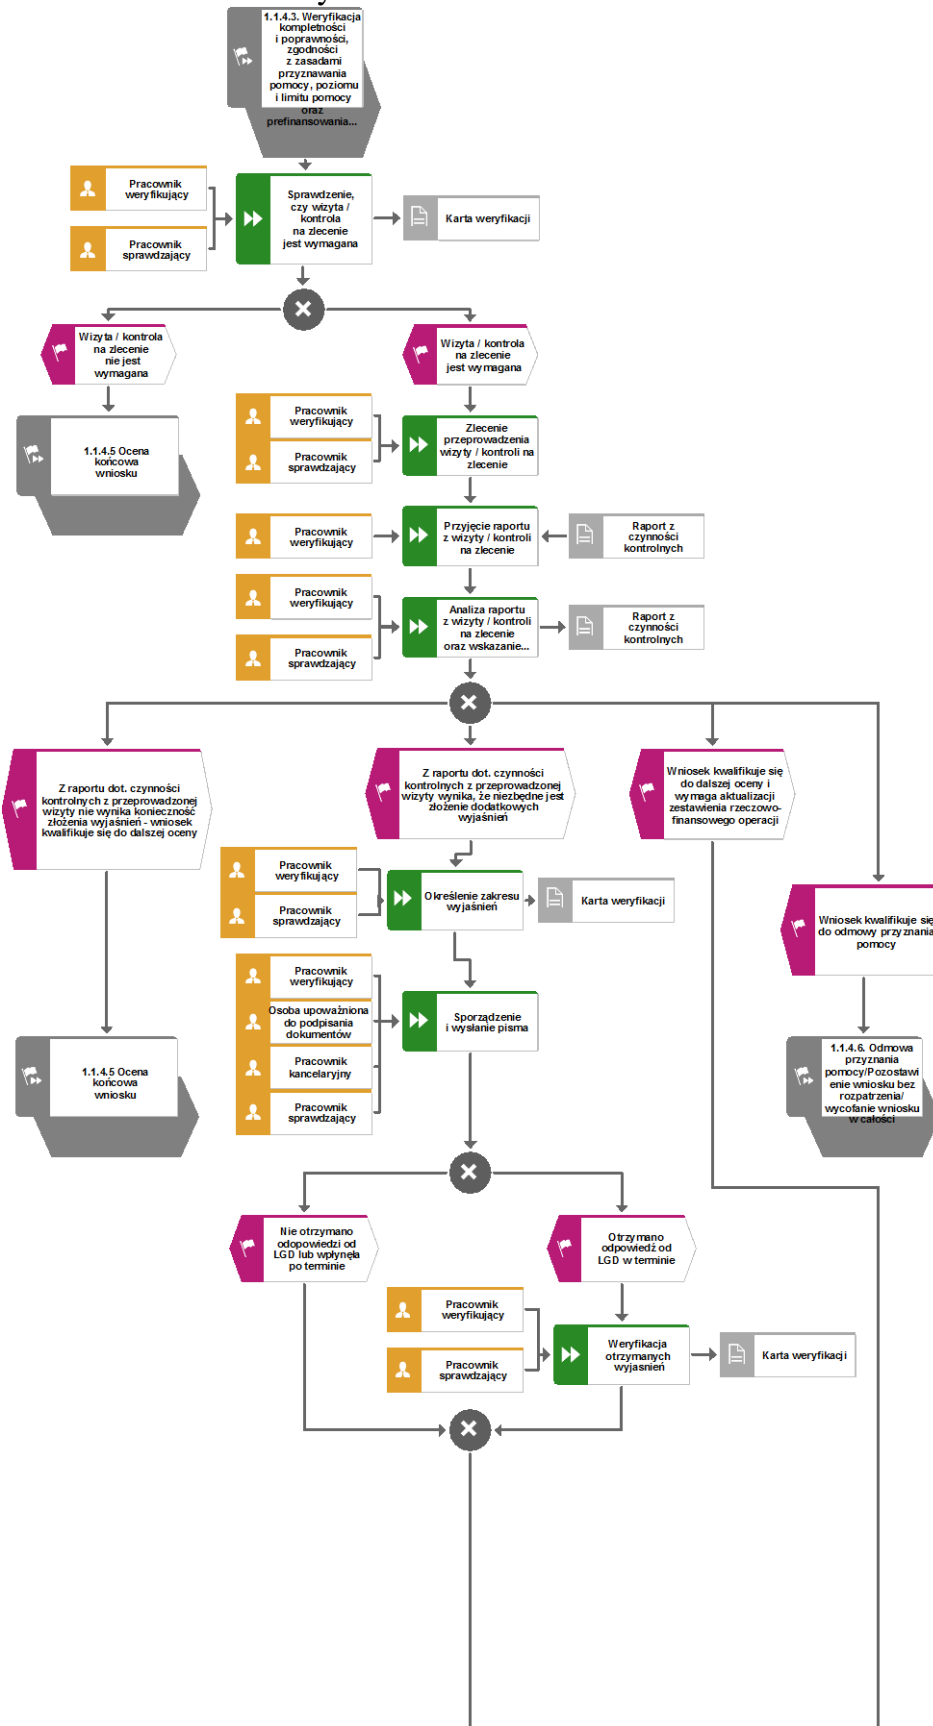 1.1.4.3. Weryfikacja
kompletności
i poprawności,
zgodności
z zasadami
przyznawania
pomocy, poziomu
i limitu pomocy
oraz
prefinansowania...
Pracownik
weryfikujący
Pracownik
sprawdzający
Sprawdzenie,
czy wizyta /
kontrola
na zlecenie
jest wymagana
Karta weryfikacji
Wizyta / kontrola
na zlecenie
nie jest
wymagana
Wizyta / kontrola
na zlecenie
jest wymagana
1.1.4.5 Ocena
końcowa
wniosku
Pracownik
weryfikujący
Pracownik
sprawdzający
Zlecenie
przeprowadzenia
wizyty / kontroli na
zlecenie
Pracownik
weryfikujący
Przyjęcie raportu
z wizyty / kontroli
na zlecenie
Raport z
czynności
kontrolnych
Pracownik
weryfikujący
Pracownik
sprawdzający
Analiza raportu
z wizyty / kontroli
na zlecenie
oraz wskazanie...
Raport z
czynności
kontrolnych
Z raportu dot. czynności
kontrolnych z przeprowadzonej
wizyty nie wynika konieczność
złożenia wyjaśnień - wniosek
kwalifikuje się do dalszej oceny
Z raportu dot. czynności
kontrolnych z przeprowadzonej
wizyty wynika, że niezbędne jest
złożenie dodatkowych
wyjaśnień
Wniosek kwalifikuje się
do dalszej oceny i
wymaga aktualizacji
zestawienia rzeczowo-
finansowego operacji
Wniosek kwalifikuje się
do odmowy przyznania
pomocy
Pracownik
weryfikujący
Pracownik
sprawdzający
Określenie zakresu
wyjaśnień
Karta weryfikacji
Pracownik
weryfikujący
Osoba upoważniona
do podpisania
dokumentów
Pracownik
kancelaryjny
Pracownik
sprawdzający
Sporządzenie
i wysłanie pisma
1.1.4.5 Ocena
końcowa
wniosku
1.1.4.6. Odmowa
przyznania
pomocy/Pozostawi
enie wniosku bez
rozpatrzenia/
wycofanie wniosku
w całości
Nie otrzymano
odopowiedzi od
LGD lub wpłynęła
po terminie
Otrzymano
odpowiedź od
LGD w terminie
Pracownik
weryfikujący
Pracownik
sprawdzający
Weryfikacja
otrzymanych
wyjasnień
Karta weryfikacji